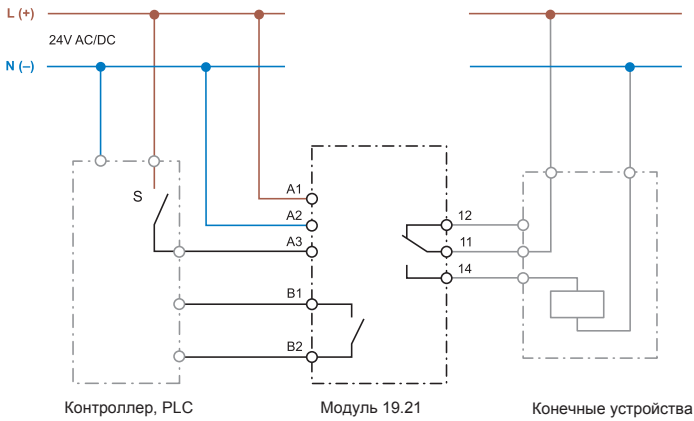 L (+)
24V AC/DC
N (–)
S
A1
A2
A3
B1
B2
12
11
14
Контроллер, PLC
Модуль 19.21
Конечные устройства